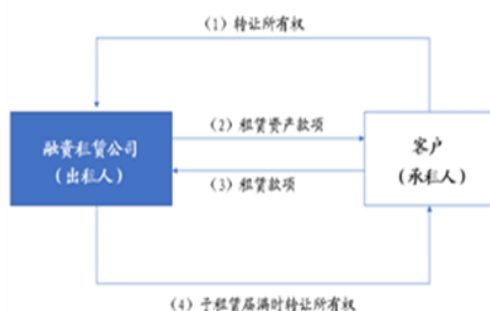 (1) 转让所有权
(2) 租赁资产款项
融资租赁公司
(出租人)
客户
(承租人)
(3) 租赁款项
(4) 于租赁届满时转让所有权